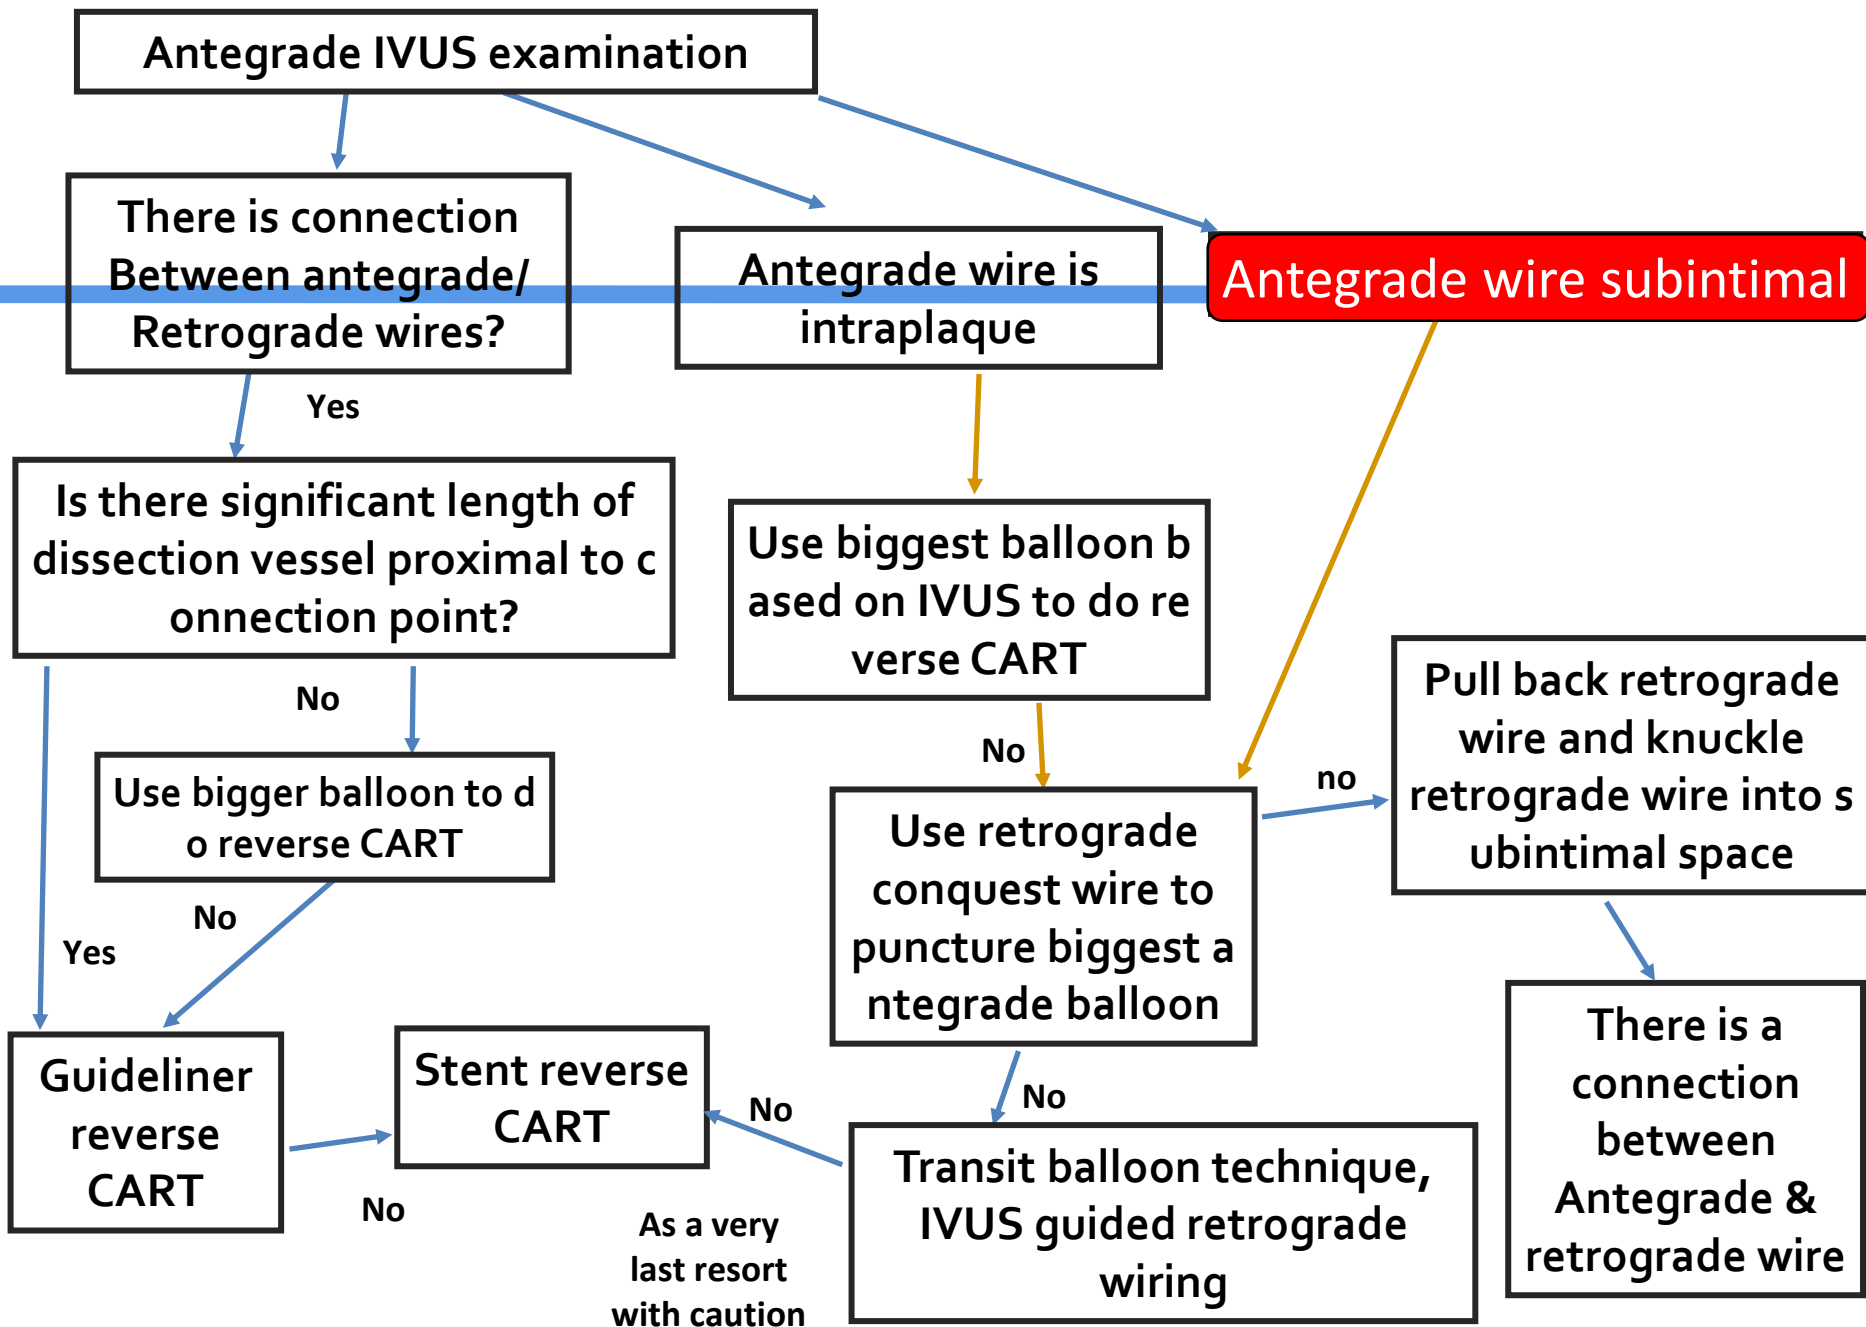 Antegrade IVUS examination
There is connection
Between antegrade/
Retrograde wires?
Antegrade wire is
intraplaque
Antegrade wire subintimal
Yes
Is there significant length of
dissection vessel proximal to c
onnection point?
Use biggest balloon b
ased on IVUS to do re
verse CART
Pull back retrograde
wire and knuckle
retrograde wire into s
ubintimal space
No
No
no
Use bigger balloon to d
o reverse CART
Use retrograde
conquest wire to
puncture biggest a
ntegrade balloon
No
Yes
There is a
connection
between
Antegrade &
retrograde wire
Guideliner
reverse
CART
Stent reverse
CART
No
No
No
Transit balloon technique,
IVUS guided retrograde
wiring
As a very
last resort
with caution